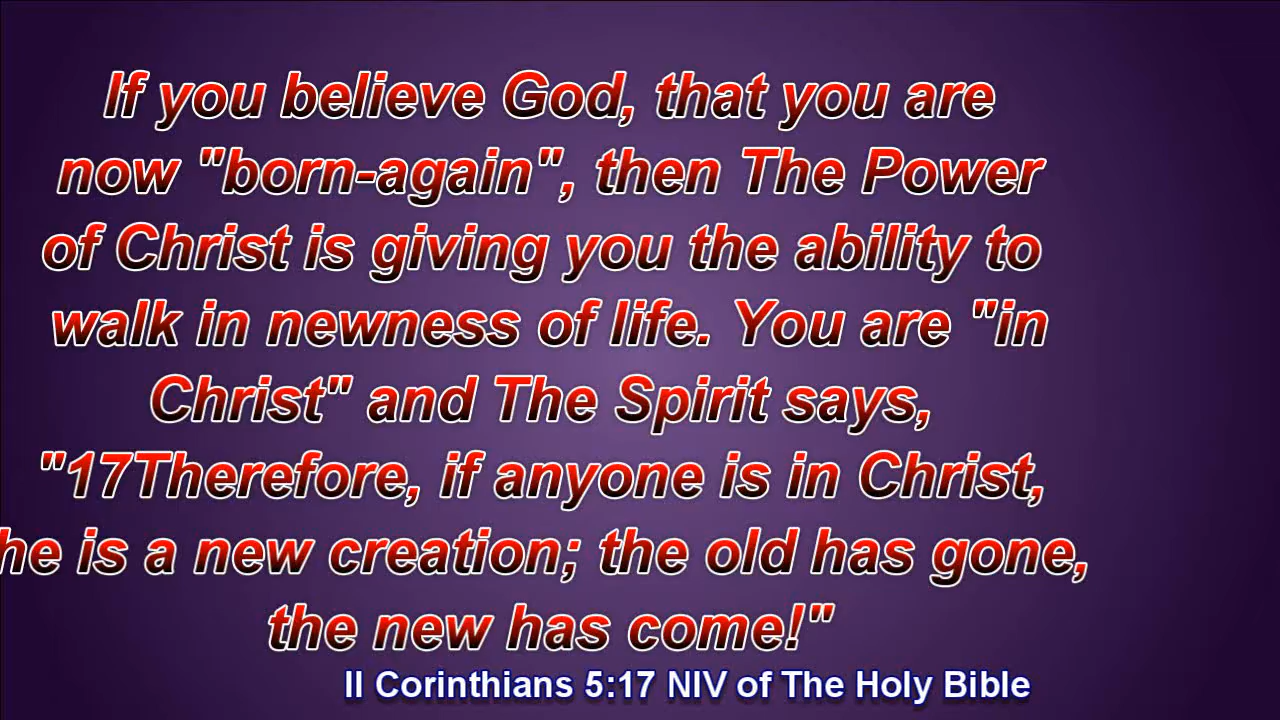 If you believe God, that you are
now "born-again", then The Power
of Christ is giving you the ability to
walk in newness of life. You are "in
Christ" and The Spirit says,
"17Therefore, if anyone is in Christ,
he is a new creation; the old has gone,
the new has come!"
II Corinthians 5:17 NIV of The Holy Bible